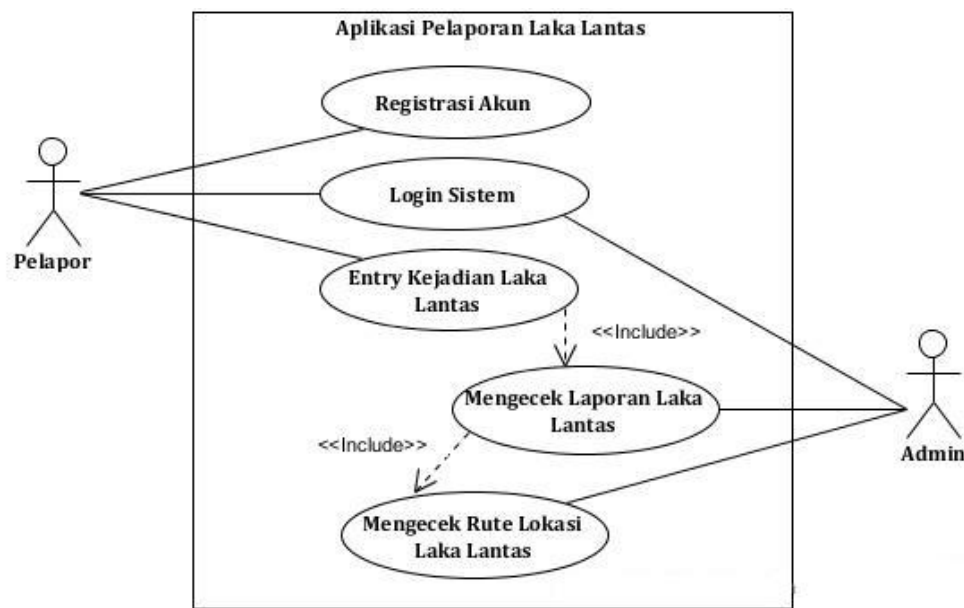 Aplikasi Pelaporan Laka Lantas
Registrasi Akun
Login Sistem
Pelapor
Entry Kejadian Laka
Lantas
<<Include>>
Mengecek Laporan Laka
Lantas
<<Include>>
Admin
Mengecek Rute Lokasi
Laka Lantas